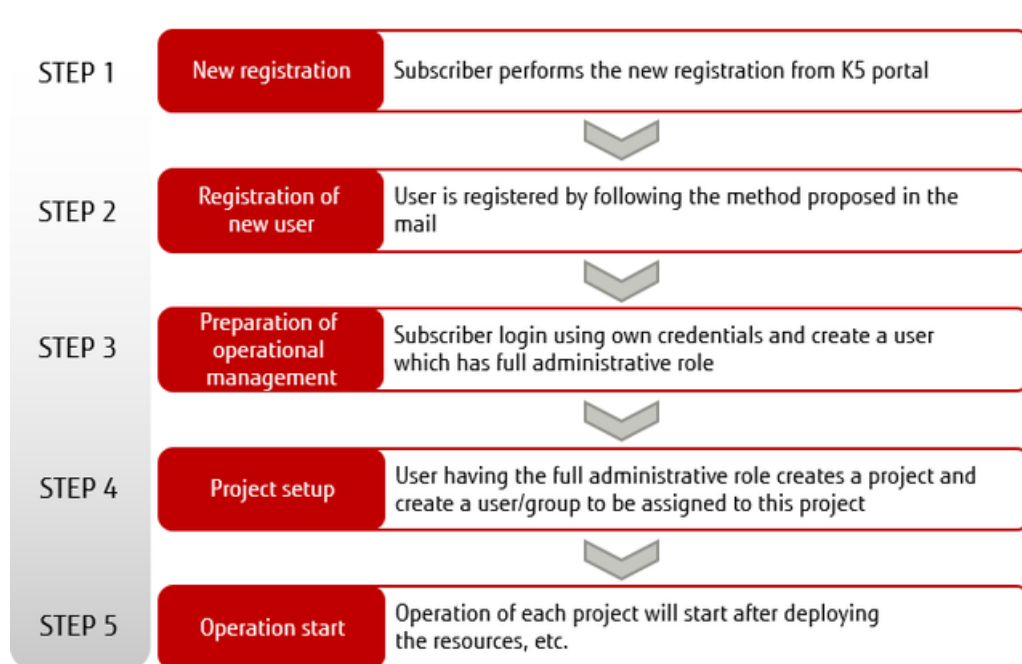 STEP 1
New registration
Subscriber performs the new registration from K5 portal
STEP 2
Registration of
new user
User is registered by following the method proposed in the
mail
STEP 3
Preparation of
operational
management
Subscriber login using own credentials and create a user
which has full administrative role
STEP 4
Project setup
User having the full administrative role creates a project and
create a user/group to be assigned to this project
STEP 5
Operation start
Operation of each project will start after deploying
the resources, etc.